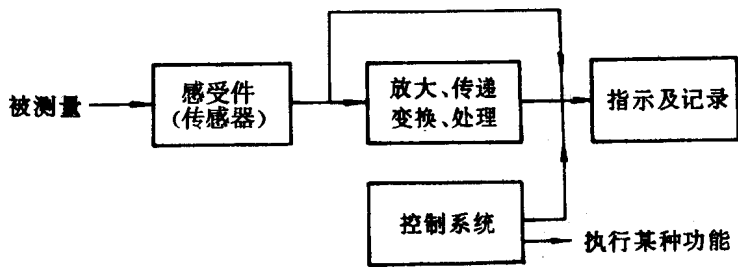 被测量
感受件
(传感器)
放大、传递
变换、处理
指示及记录
控制系统
执行某种功能